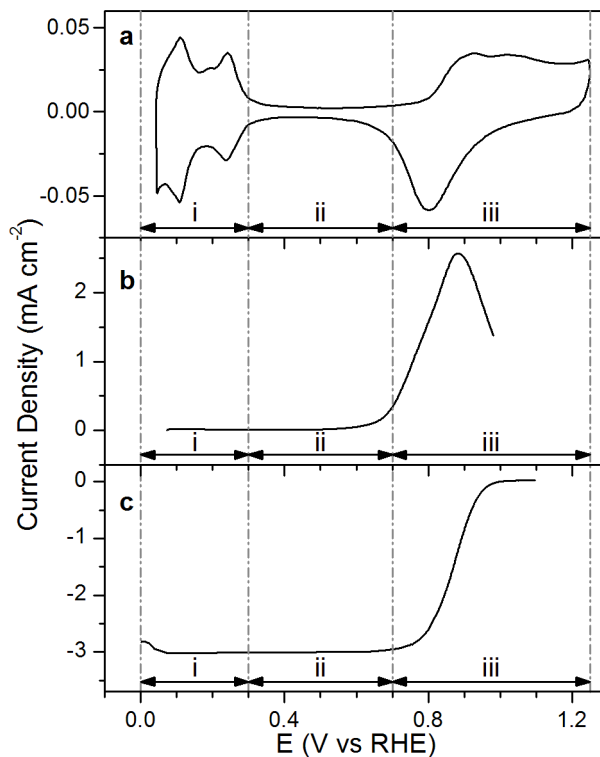 Current Density (mA cm⁻²)
a
0.05
0.00
-0.05
i ii iii
b
2
1
0
i ii iii
c
0
-1
-2
-3
i ii iii
0.0 0.4 0.8 1.2
E (V vs RHE)